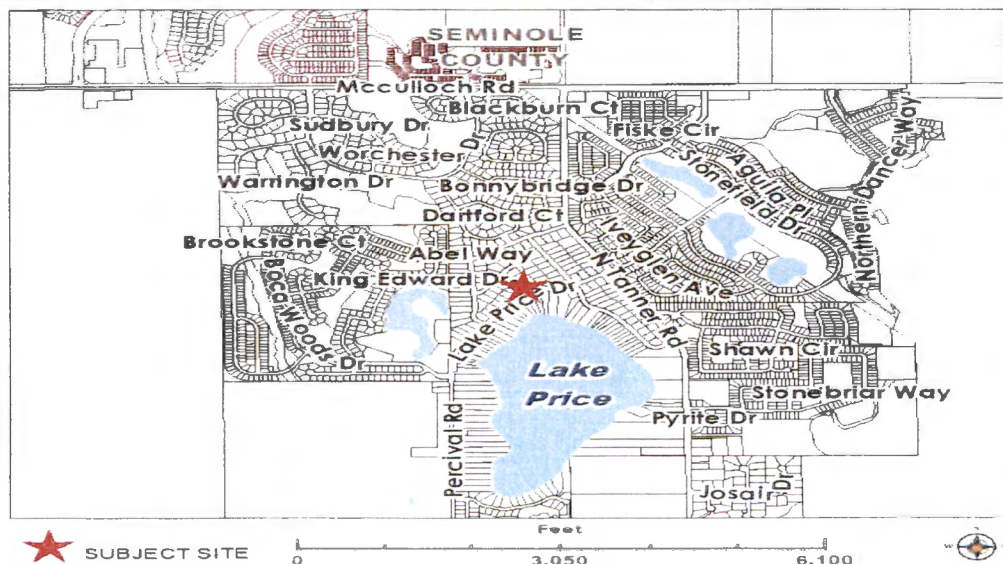 SEMINOLE
COUNTY
Mcculloch Rd
Blackburn Ct
Sudbury Dr
Fiske Cir
Worchester Dr
Aguila Pl
Stonefield Dr
Northern Dancer Way
Warrington Dr
Bonnybridge Dr
Dartford Ct
Iveyglen Ave
Brookstone Ct
Abel Way
King Edward Dr
N Tanner Rd
Boca Woods Dr
Lake Price Dr
Shawn Cir
Lake
Price
Stonebriar Way
Pyrite Dr
Percival Rd
Josair Dr
Feet
SUBJECT SITE
0
3,050
6,100
W